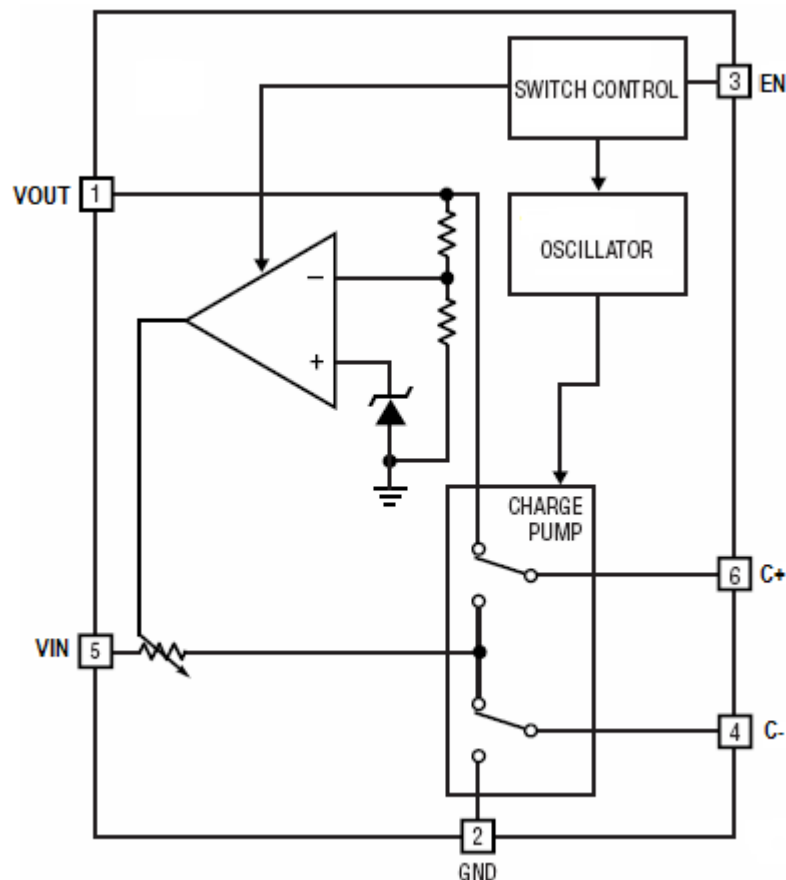 SWITCH CONTROL
3 EN
VOUT 1
OSCILLATOR
−
+
CHARGE
PUMP
6 C+
VIN 5
4 C-
2
GND